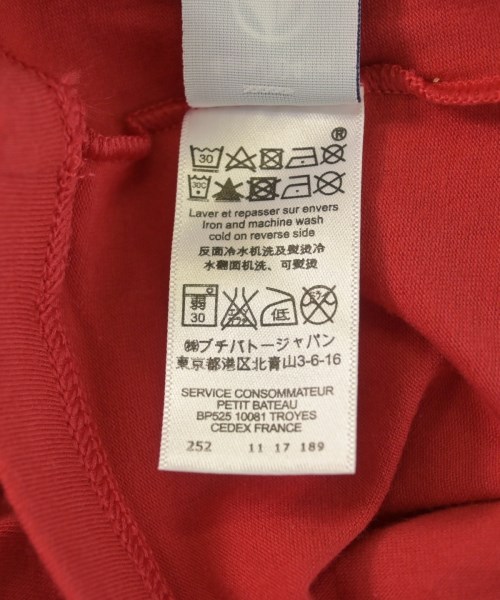 ®
30
30C
Laver et repasser sur envers
Iron and machine wash
cold on reverse side
反面冷水机洗及熨烫冷
水翻面机洗、可熨烫
弱
30
低
㈱プチバトージャパン
東京都港区北青山3-6-16
SERVICE CONSOMMATEUR
PETIT BATEAU
BP525 10081 TROYES
CEDEX FRANCE
252 11 17 189